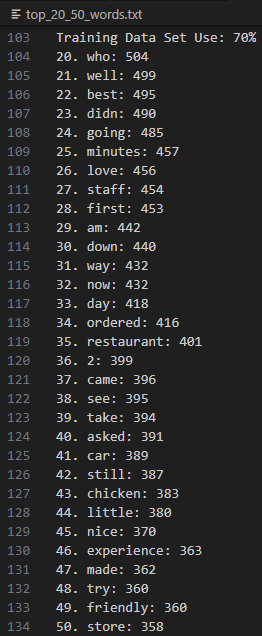 top_20_50_words.txt
103 Training Data Set Use: 70%
104 20. who: 504
105 21. well: 499
106 22. best: 495
107 23. didn: 490
108 24. going: 485
109 25. minutes: 457
110 26. love: 456
111 27. staff: 454
112 28. first: 453
113 29. am: 442
114 30. down: 440
115 31. way: 432
116 32. now: 432
117 33. day: 418
118 34. ordered: 416
119 35. restaurant: 401
120 36. 2: 399
121 37. came: 396
122 38. see: 395
123 39. take: 394
124 40. asked: 391
125 41. car: 389
126 42. still: 387
127 43. chicken: 383
128 44. little: 380
129 45. nice: 370
130 46. experience: 363
131 47. made: 362
132 48. try: 360
133 49. friendly: 360
134 50. store: 358